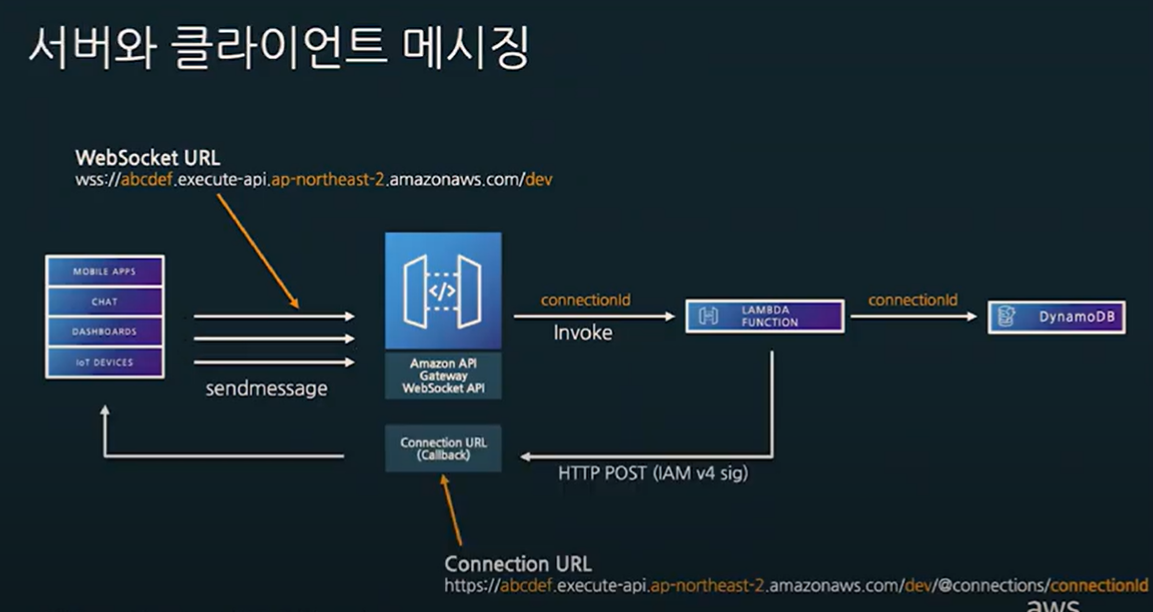 서버와 클라이언트 메시징
WebSocket URL
wss://abcdef.execute-api.ap-northeast-2.amazonaws.com/dev
MOBILE APPS
CHAT
DASHBOARDS
IoT DEVICES
sendmessage
Amazon API
Gateway
WebSocket API
connectionId
Invoke
LAMBDA
FUNCTION
connectionId
DynamoDB
Connection URL
(Callback)
HTTP POST (IAM v4 sig)
Connection URL
https://abcdef.execute-api.ap-northeast-2.amazonaws.com/dev/@connections/connectionId
aws